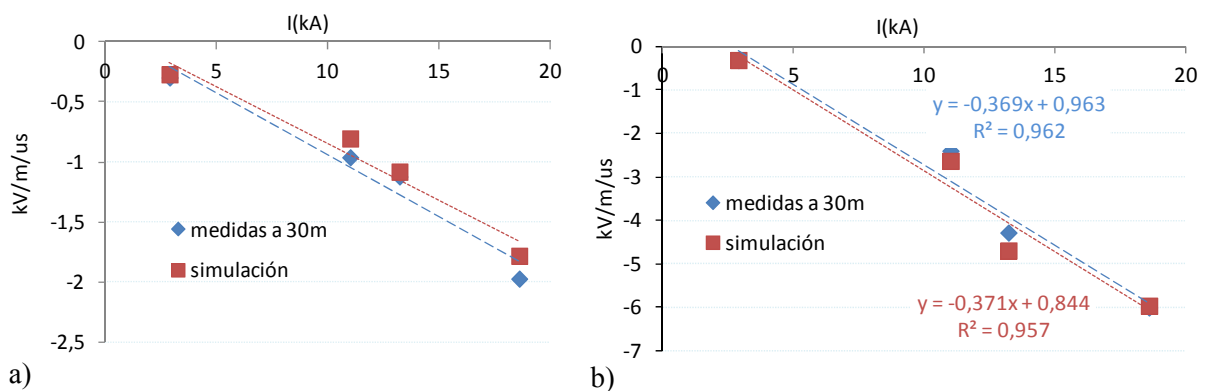 I(kA)
0
0 5 10 15 20
-0,5
-1
-1,5
-2
-2,5
kV/m/us
medidas a 30m
simulación
a)
I(kA)
0
0 5 10 15 20
-1
-2
-3
-4
-5
-6
-7
kV/m/us
y = -0,369x + 0,963
R² = 0,962
medidas a 30m
simulación
y = -0,371x + 0,844
R² = 0,957
b)